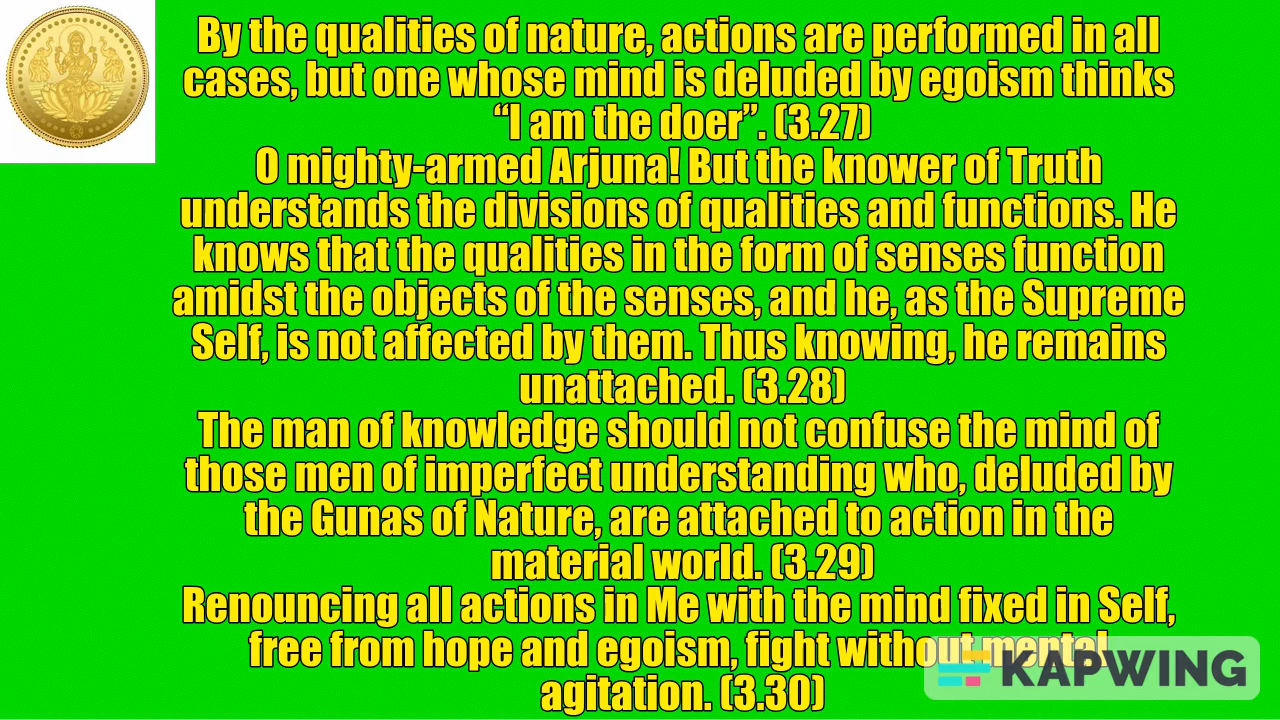 By the qualities of nature, actions are performed in all
cases, but one whose mind is deluded by egoism thinks
“I am the doer”. (3.27)
O mighty-armed Arjuna! But the knower of Truth
understands the divisions of qualities and functions. He
knows that the qualities in the form of senses function
amidst the objects of the senses, and he, as the Supreme
Self, is not affected by them. Thus knowing, he remains
unattached. (3.28)
The man of knowledge should not confuse the mind of
those men of imperfect understanding who, deluded by
the Gunas of Nature, are attached to action in the
material world. (3.29)
Renouncing all actions in Me with the mind fixed in Self,
free from hope and egoism, fight without mental
agitation. (3.30)
KAPWING